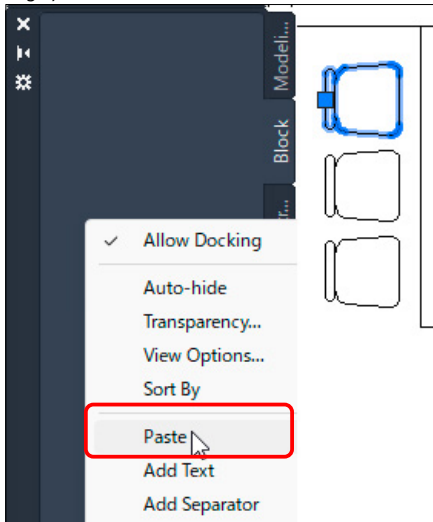 Modeli...
Block
Allow Docking
Auto-hide
Transparency...
View Options...
Sort By
Paste
Add Text
Add Separator